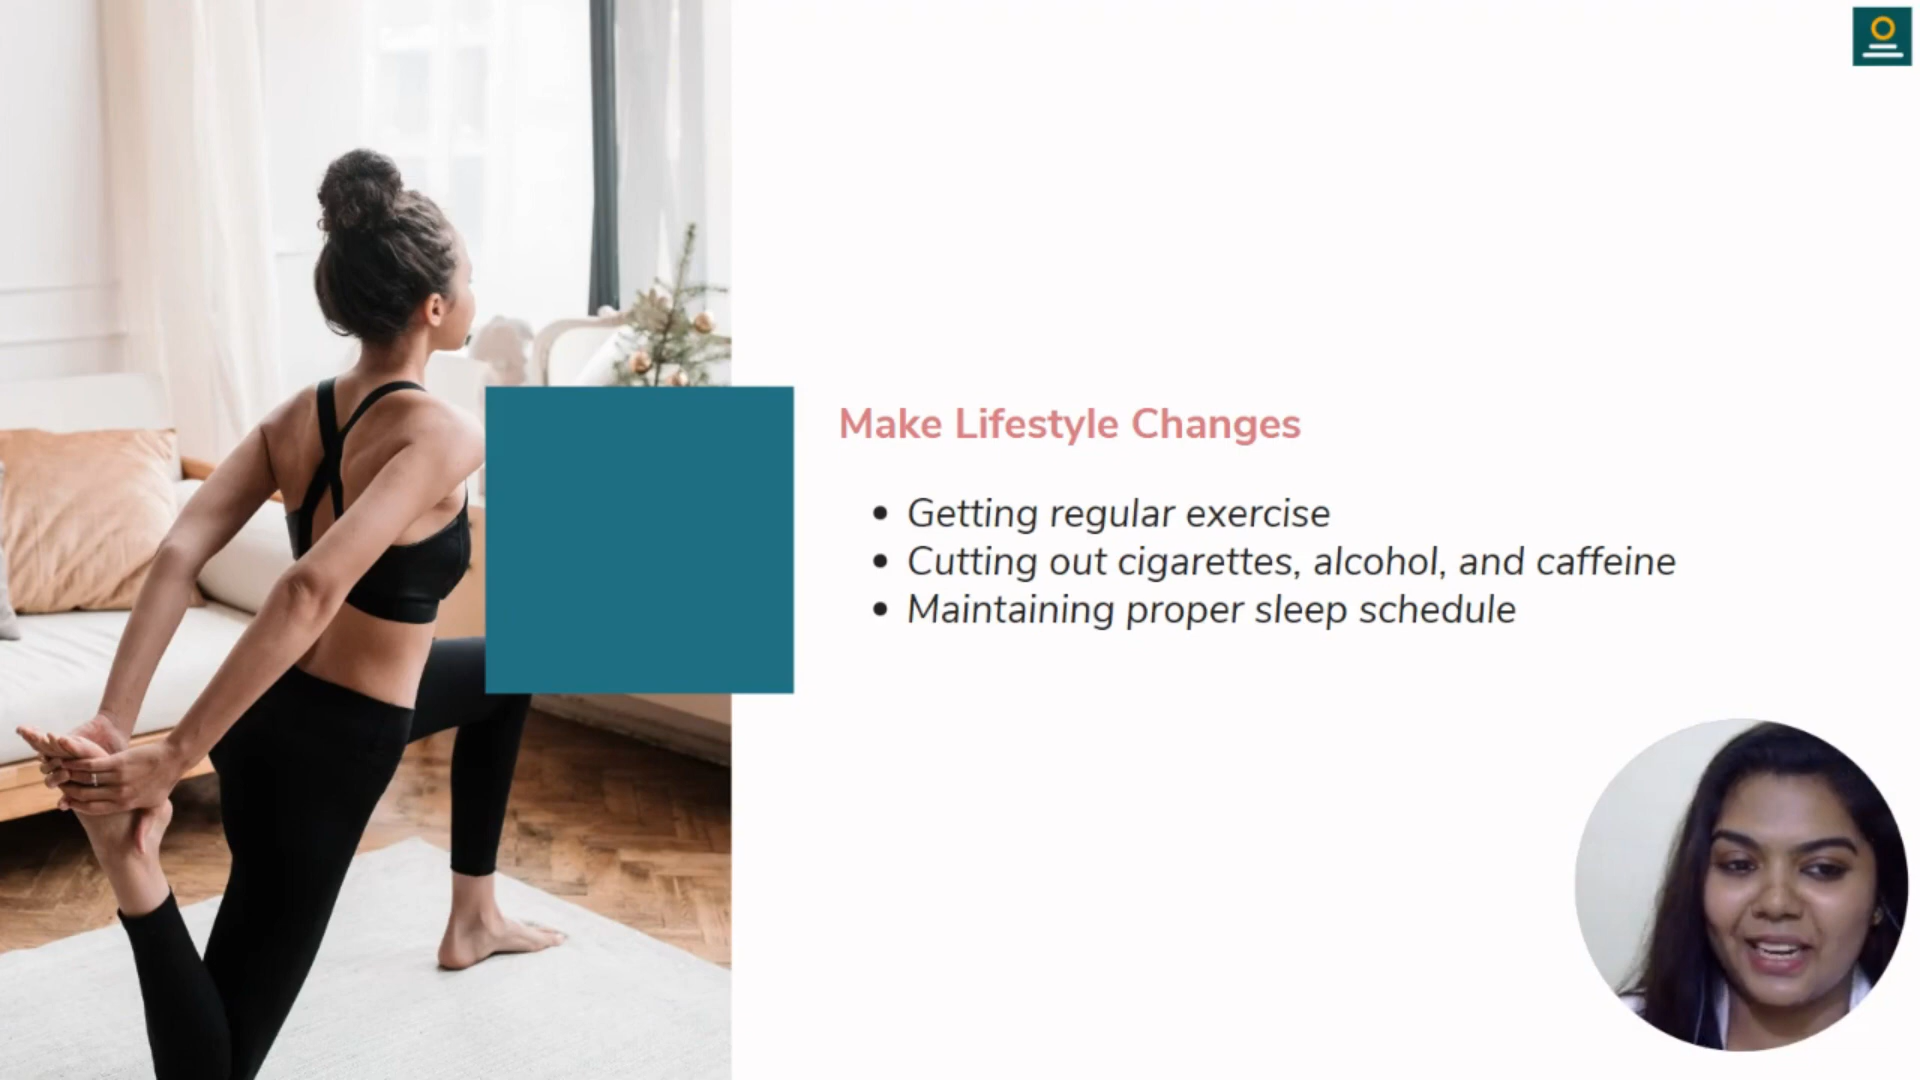 Make Lifestyle Changes
Getting regular exercise
Cutting out cigarettes, alcohol, and caffeine
Maintaining proper sleep schedule